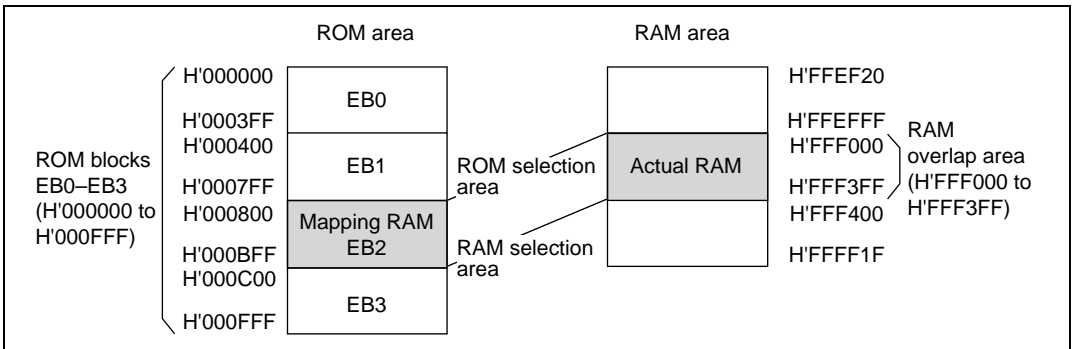 ROM area
RAM area
ROM blocks
EB0–EB3
(H'000000 to
H'000FFF)
H'000000
H'0003FF
H'000400
H'0007FF
H'000800
H'000BFF
H'000C00
H'000FFF
EB0
EB1
Mapping RAM
EB2
EB3
ROM selection
area
RAM selection
area
Actual RAM
H'FFEF20
H'FFEFFF
H'FFF000
H'FFF3FF
H'FFF400
H'FFFF1F
RAM
overlap area
(H'FFF000 to
H'FFF3FF)